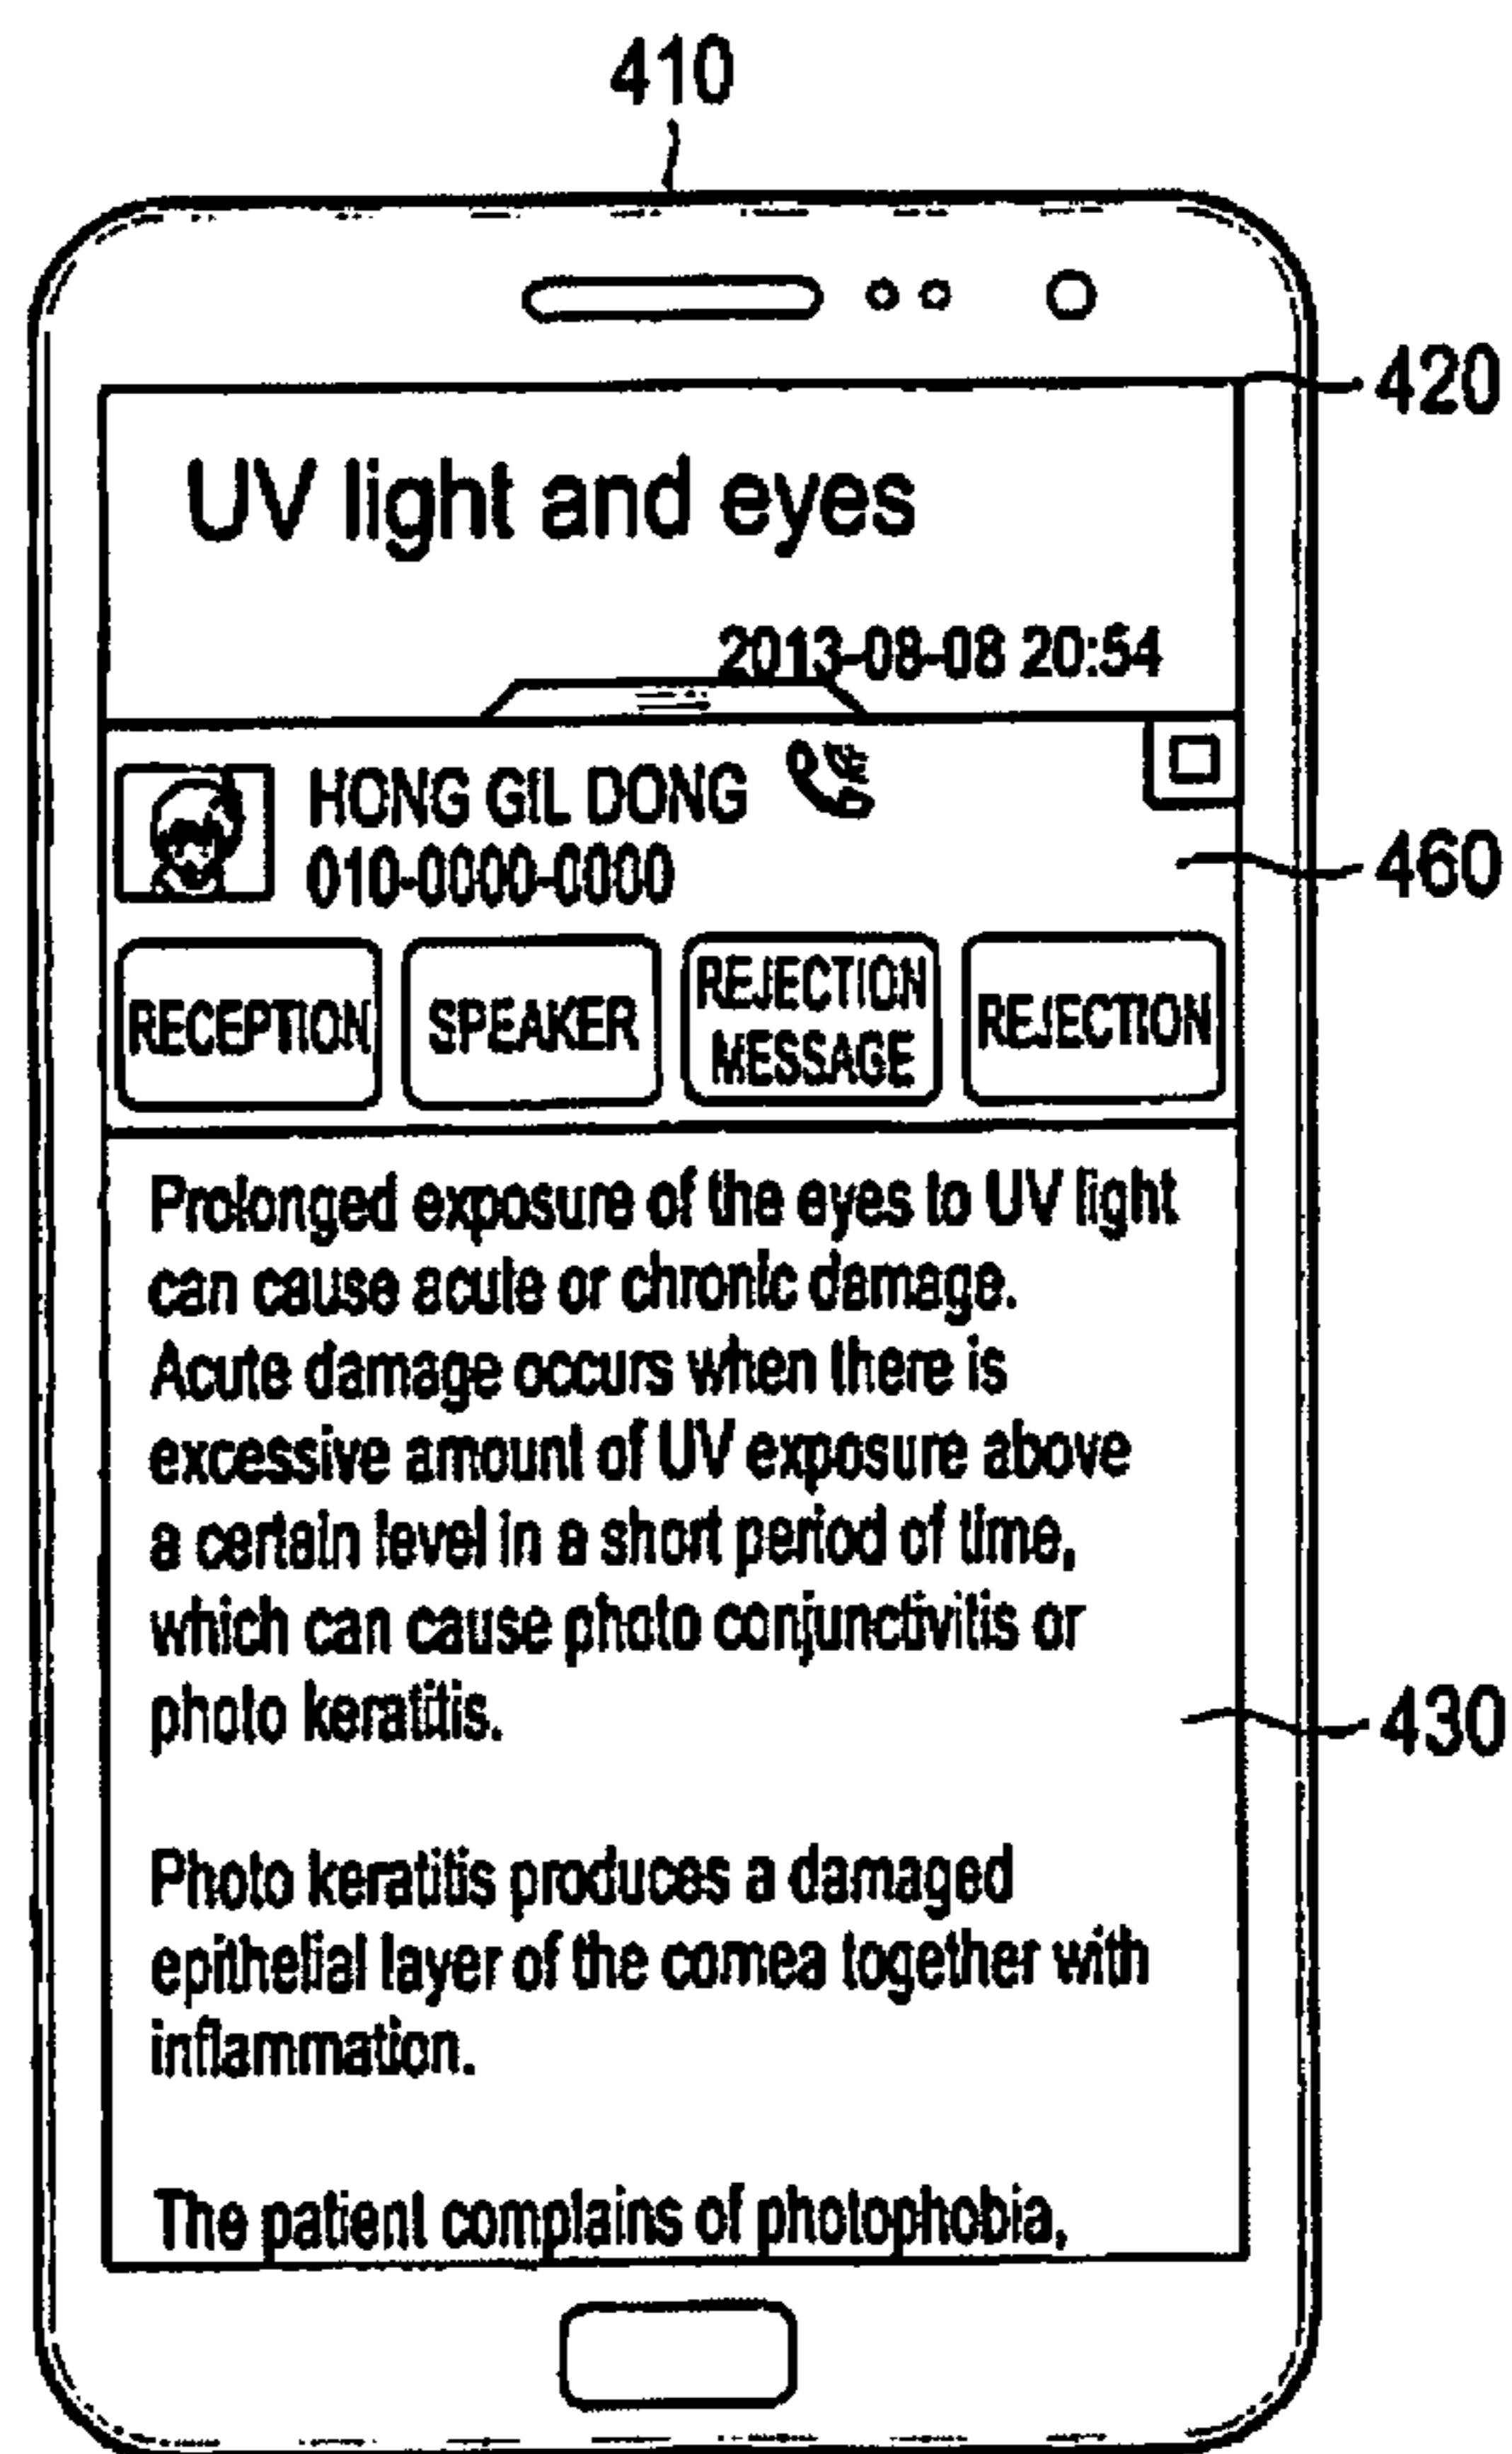 410
420
UV light and eyes
2013-08-08 20:54
HONG GIL DONG
010-0000-0000
460
RECEPTION
SPEAKER
REJECTION
MESSAGE
REJECTION
Prolonged exposure of the eyes to UV light
can cause acute or chronic damage.
Acute damage occurs when there is
excessive amount of UV exposure above
a certain level in a short period of time,
which can cause photo conjunctivitis or
photo keratitis.
430
Photo keratitis produces a damaged
epithelial layer of the cornea together with
inflammation.
The patient complains of photophobia,